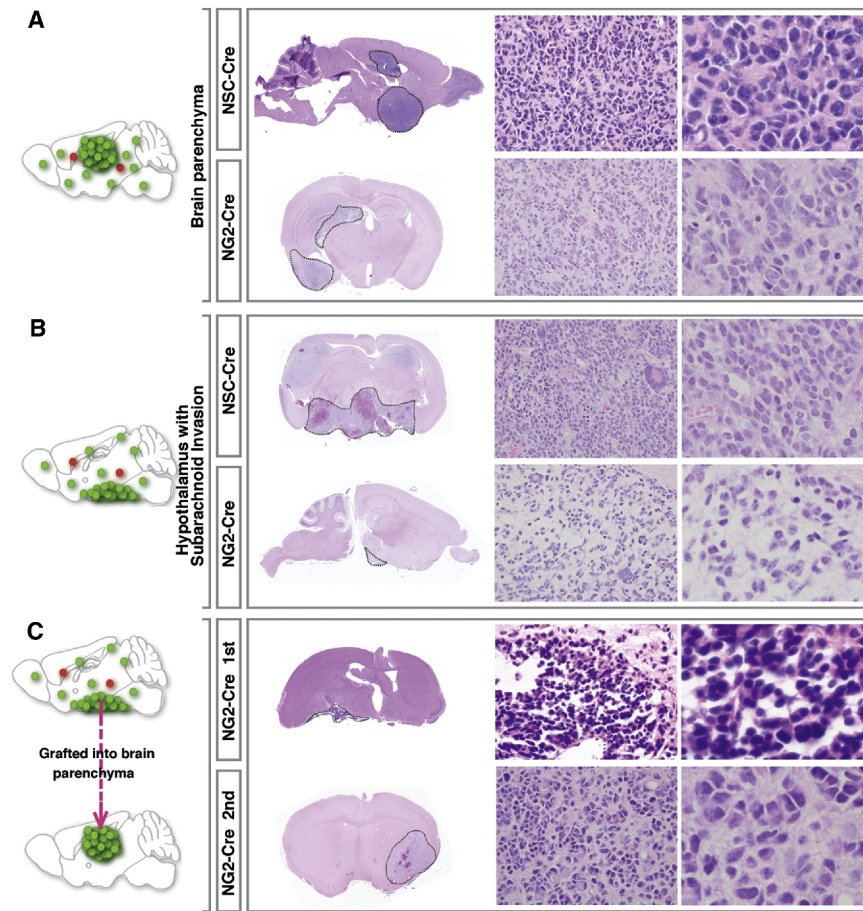 A
Brain parenchyma
NSC-Cre
NG2-Cre
B
Hypothalamus with
Subarachnoid Invasion
NSC-Cre
NG2-Cre
C
Grafted into brain
parenchyma
NG2-Cre 1st
NG2-Cre 2nd